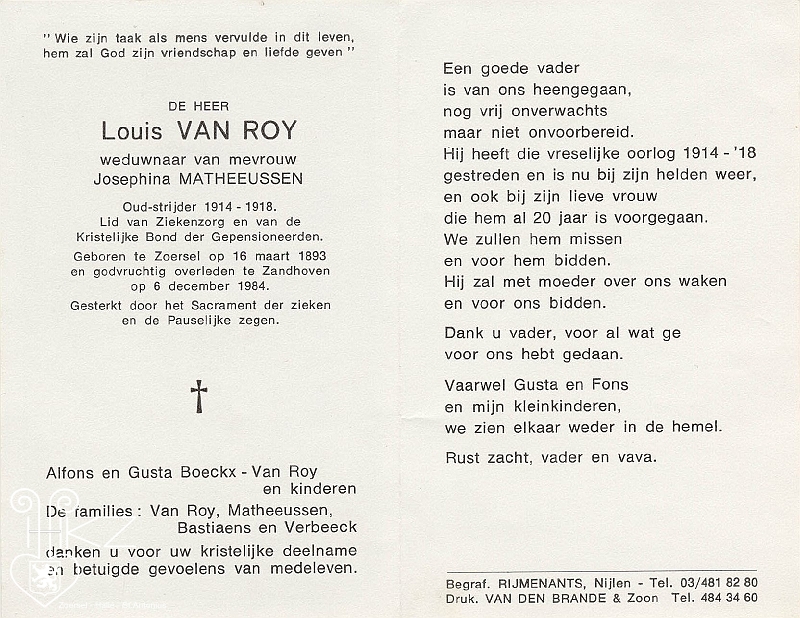 " Wie zijn taak als mens vervulde in dit leven,
hem zal God zijn vriendschap en liefde geven "
DE HEER
Louis VAN ROY
weduwnaar van mevrouw
Josephina MATHEEUSSEN
Oud-strijder 1914 - 1918.
Lid van Ziekenzorg en van de
Kristelijke Bond der Gepensioneerden.
Geboren te Zoersel op 16 maart 1893
en godvruchtig overleden te Zandhoven
op 6 december 1984.
Gesterkt door het Sacrament der zieken
en de Pauselijke zegen.
Alfons en Gusta Boeckx - Van Roy
en kinderen
De families : Van Roy, Matheeussen,
Bastiaens en Verbeeck
danken u voor uw kristelijke deelname
en betuigde gevoelens van medeleven.
Een goede vader
is van ons heengegaan,
nog vrij onverwachts
maar niet onvoorbereid.
Hij heeft die vreselijke oorlog 1914 - '18
gestreden en is nu bij zijn helden weer,
en ook bij zijn lieve vrouw
die hem al 20 jaar is voorgegaan.
We zullen hem missen
en voor hem bidden.
Hij zal met moeder over ons waken
en voor ons bidden.
Dank u vader, voor al wat ge
voor ons hebt gedaan.
Vaarwel Gusta en Fons
en mijn kleinkinderen,
we zien elkaar weder in de hemel.
Rust zacht, vader en vava.
Begraf. RIJMENANTS, Nijlen - Tel. 03/481 82 80
Druk. VAN DEN BRANDE & Zoon Tel. 484 34 60